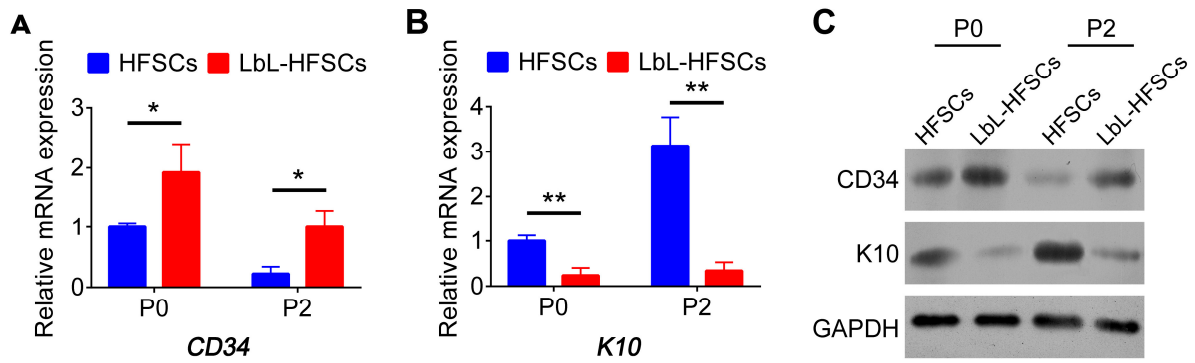 A
HFSCs LbL-HFSCs
Relative mRNA expression
3
2
1
0
*
*
P0 P2
CD34
B
HFSCs LbL-HFSCs
Relative mRNA expression
4
3
2
1
0
**
**
P0 P2
K10
C
P0 P2
HFSCs LbL-HFSCs HFSCs LbL-HFSCs
CD34
K10
GAPDH